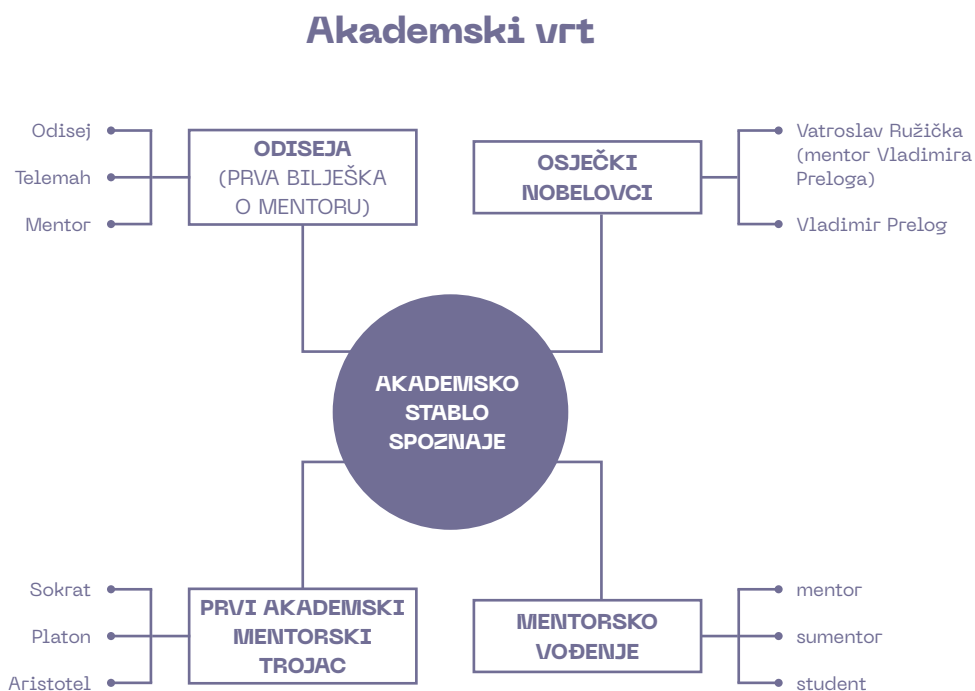 Akademski vrt
Odisej
Telemah
Mentor
ODISEJA
(PRVA BILJEŠKA
O MENTORU)
OSJEČKI
NOBELOVCI
Vatroslav Ružička
(mentor Vladimira
Preloga)
Vladimir Prelog
AKADEMSKO
STABLO
SPOZNAJE
Sokrat
Platon
Aristotel
PRVI AKADEMSKI
MENTORSKI
TROJAC
MENTORSKO
VOĐENJE
mentor
sumentor
student